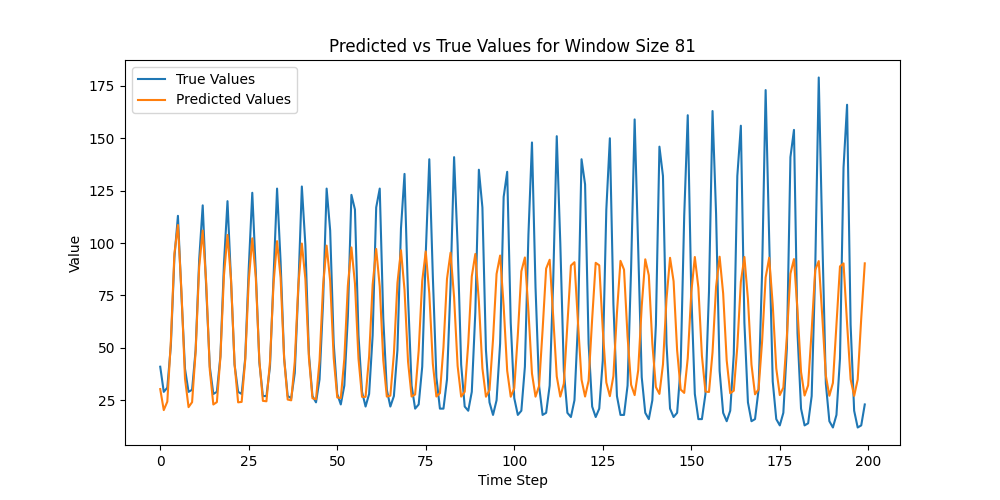 Predicted vs True Values for Window Size 81
True Values
Predicted Values
Value
175
150
125
100
75
50
25
0 25 50 75 100 125 150 175 200
Time Step